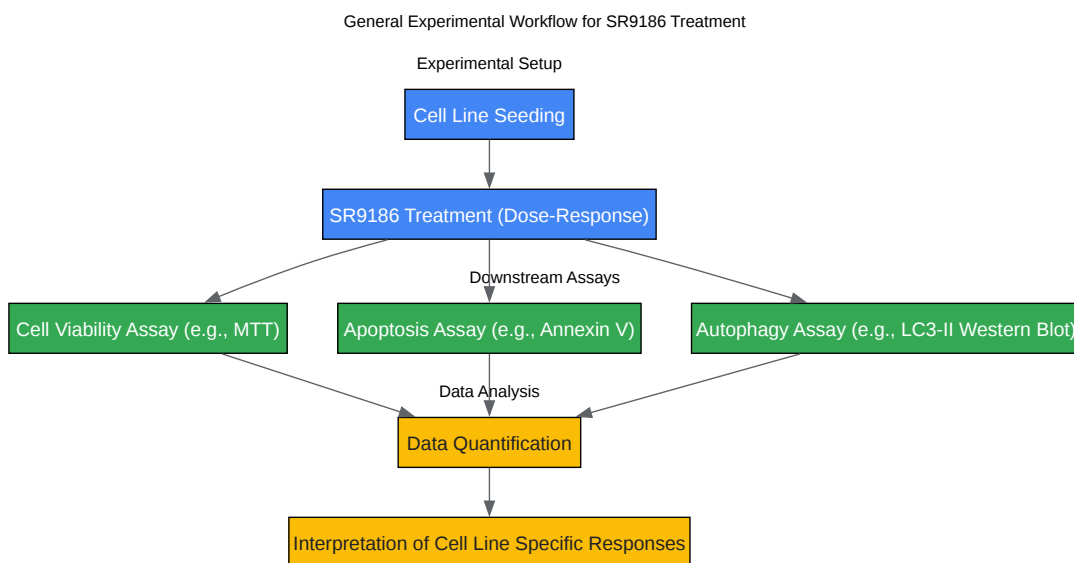 General Experimental Workflow for SR9186 Treatment
Experimental Setup
Cell Line Seeding
SR9186 Treatment (Dose-Response)
Downstream Assays
Cell Viability Assay (e.g., MTT)
Apoptosis Assay (e.g., Annexin V)
Autophagy Assay (e.g., LC3-II Western Blot)
Data Analysis
Data Quantification
Interpretation of Cell Line Specific Responses